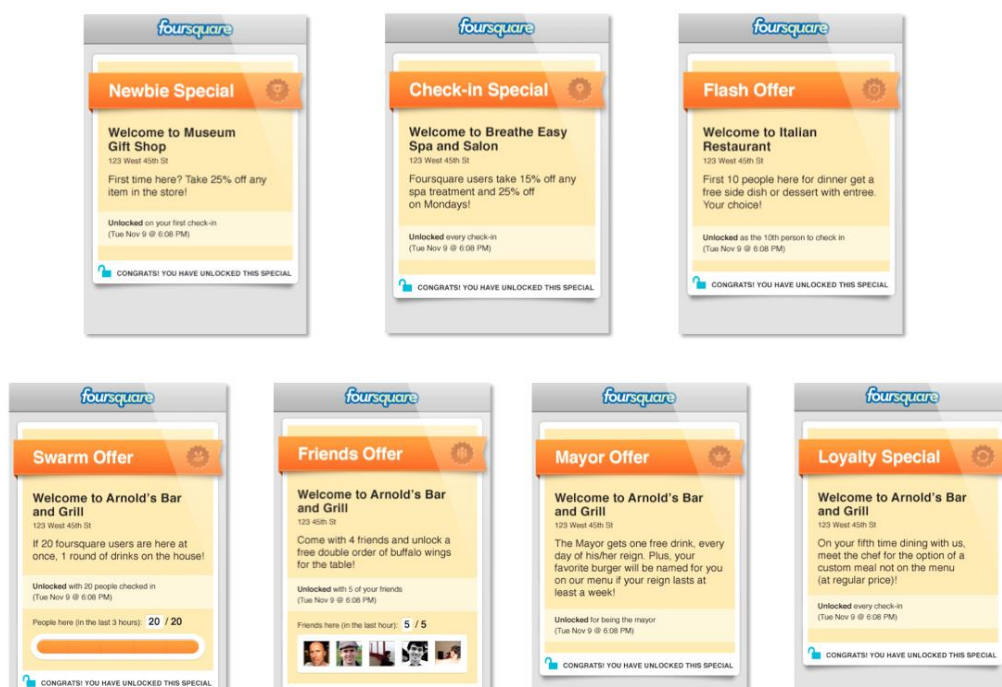 foursquare
Newbie Special
Welcome to Museum
Gift Shop
123 West 45th St
First time here? Take 25% off any
item in the store!
Unlocked on your first check-in
(Tue Nov 9 @ 6:08 PM)
CONGRATS! YOU HAVE UNLOCKED THIS SPECIAL
foursquare
Check-in Special
Welcome to Breathe Easy
Spa and Salon
123 West 45th St
Foursquare users take 15% off any
spa treatment and 25% off
on Mondays!
Unlocked every check-in
(Tue Nov 9 @ 6:08 PM)
CONGRATS! YOU HAVE UNLOCKED THIS SPECIAL
foursquare
Flash Offer
Welcome to Italian
Restaurant
123 West 45th St
First 10 people here for dinner get a
free side dish or dessert with entree.
Your choice!
Unlocked as the 10th person to check in
(Tue Nov 9 @ 6:08 PM)
CONGRATS! YOU HAVE UNLOCKED THIS SPECIAL
foursquare
Swarm Offer
Welcome to Arnold's Bar
and Grill
123 West 45th St
If 20 foursquare users are here at
once, 1 round of drinks on the house!
Unlocked with 20 people checked in
(Tue Nov 9 @ 6:08 PM)
People here (in the last 3 hours): 20 / 20
CONGRATS! YOU HAVE UNLOCKED THIS SPECIAL
foursquare
Friends Offer
Welcome to Arnold's Bar
and Grill
123 45th St
Come with 4 friends and unlock a
free double order of buffalo wings
for the table!
Unlocked with 5 of your friends
(Tue Nov 9 @ 6:08 PM)
Friends here (in the last hour): 5 / 5
foursquare
Mayor Offer
Welcome to Arnold's Bar
and Grill
123 West 45th St
The Mayor gets one free drink, every
day of his/her reign. Plus, your
favorite burger will be named for you
on our menu if your reign lasts at
least a week!
Unlocked for being the mayor
(Tue Nov 9 @ 6:08 PM)
CONGRATS! YOU HAVE UNLOCKED THIS SPECIAL
foursquare
Loyalty Special
Welcome to Arnold's Bar
and Grill
123 West 45th St
On your fifth time dining with us,
meet the chef for the option of a
custom meal not on the menu
(at regular price)!
Unlocked every check-in
(Tue Nov 9 @ 6:08 PM)
CONGRATS! YOU HAVE UNLOCKED THIS SPECIAL